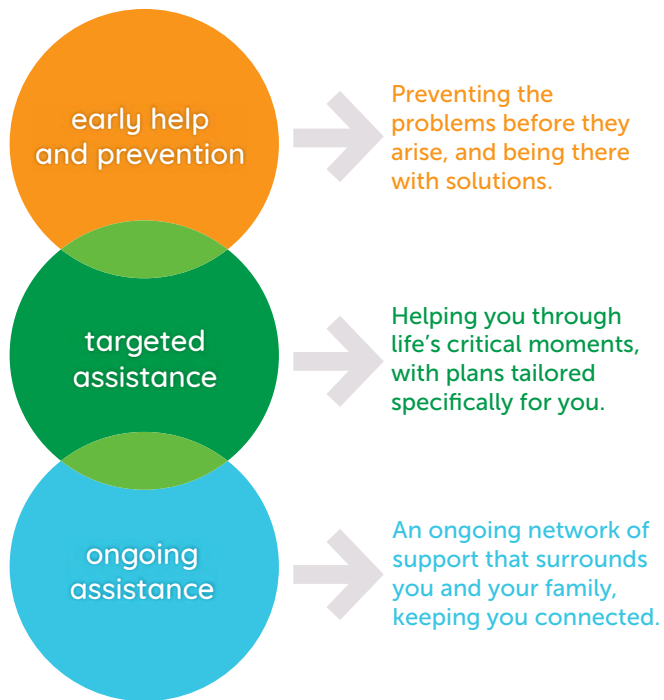 early help
and prevention
Preventing the
problems before they
arise, and being there
with solutions.
targeted
assistance
Helping you through
life’s critical moments,
with plans tailored
specifically for you.
ongoing
assistance
An ongoing network of
support that surrounds
you and your family,
keeping you connected.